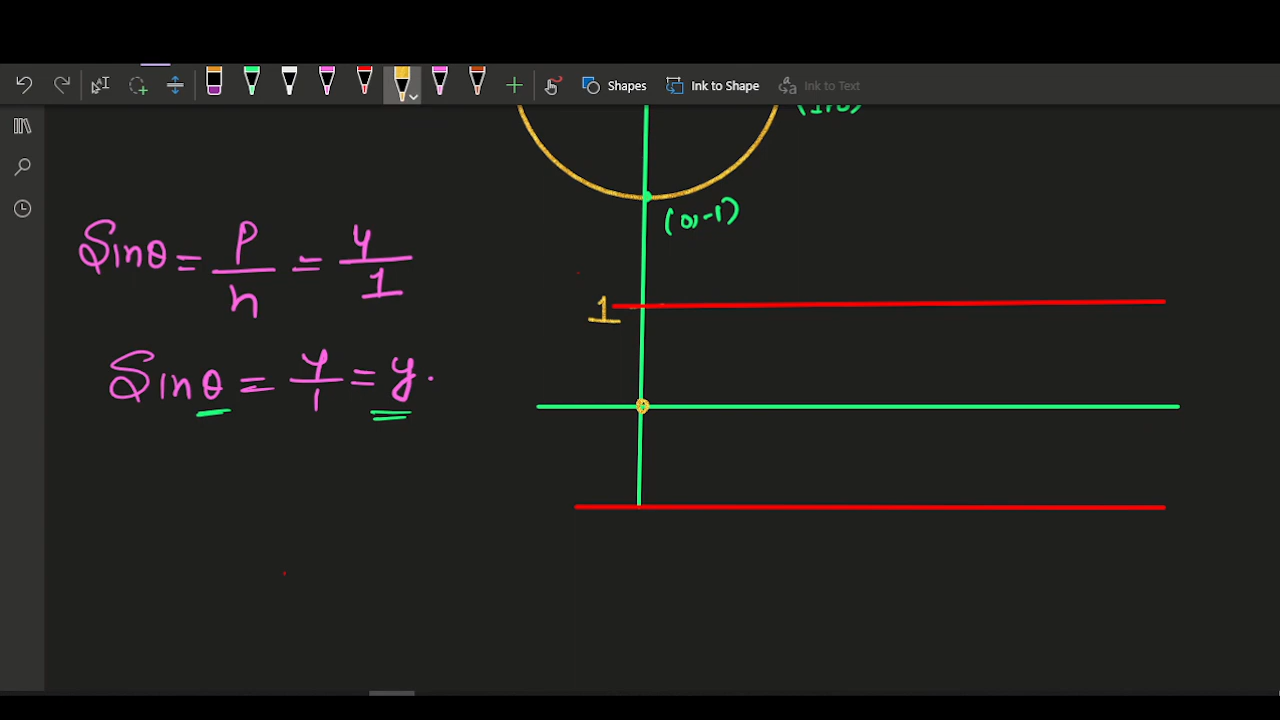 Shapes
Ink to Shape
Ink to Text
(0,-1)
Sinθ = P/h = y/1
1
Sinθ = y/1 = y.